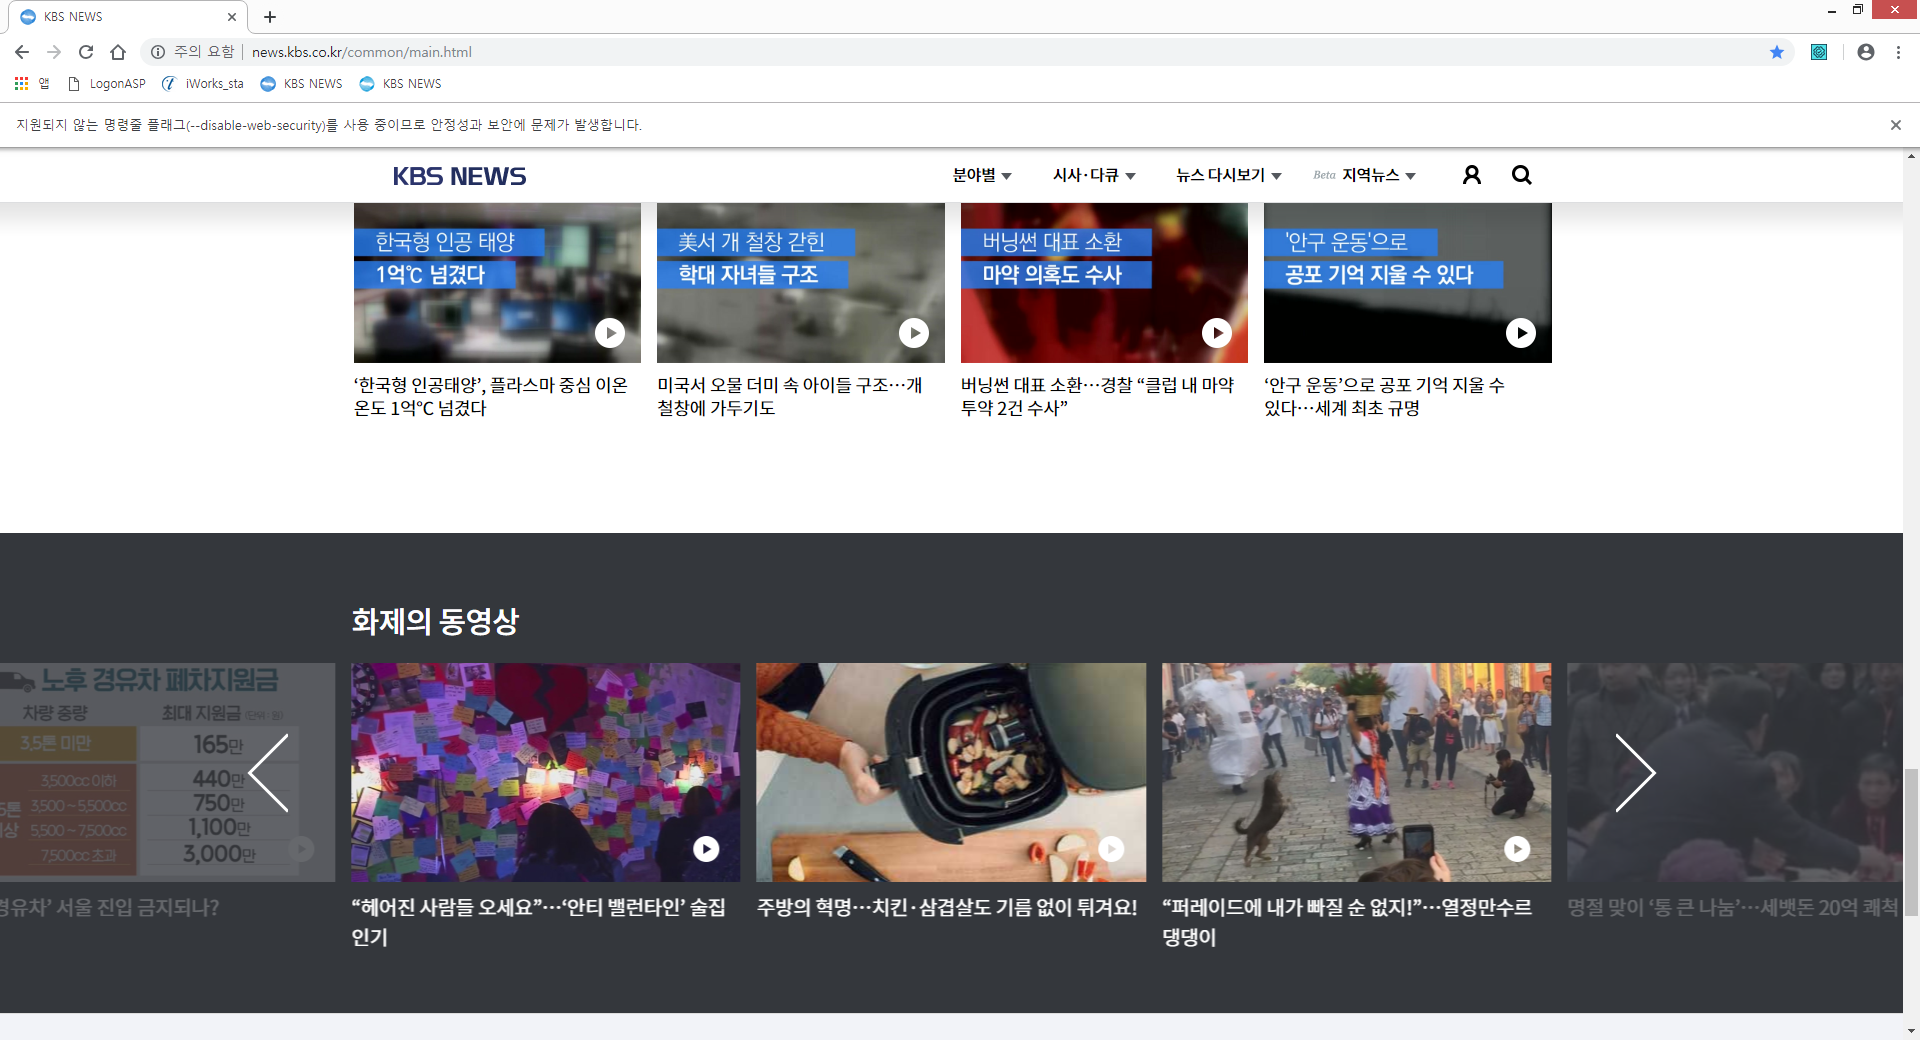 KBS NEWS
주의 요함
news.kbs.co.kr/common/main.html
앱
LogonASP
iWorks_sta
KBS NEWS
KBS NEWS
지원되지 않는 명령줄 플래그(--disable-web-security)를 사용 중이므로 안정성과 보안에 문제가 발생합니다.
KBS NEWS
분야별
시사·다큐
뉴스 다시보기
Beta 지역뉴스
한국형 인공 태양
1억℃ 넘겼다
美서 개 철창 갇힌
학대 자녀들 구조
버닝썬 대표 소환
마약 의혹도 수사
'안구 운동'으로
공포 기억 지울 수 있다
‘한국형 인공태양’, 플라스마 중심 이온
온도 1억℃ 넘겼다
미국서 오물 더미 속 아이들 구조…개
철창에 가두기도
버닝썬 대표 소환…경찰 “클럽 내 마약
투약 2건 수사”
‘안구 운동’으로 공포 기억 지울 수
있다…세계 최초 규명
화제의 동영상
노후 경유차 폐차지원금
차량 중량
최대 지원금 (단위 : 원)
3.5톤 미만
165만
3,500cc 이하
440만
3,500 ~ 5,500cc
750만
5,500 ~ 7,500cc
1,100만
7,500cc 초과
3,000만
5톤
상
경유차’ 서울 진입 금지되나?
“헤어진 사람들 오세요”…‘안티 밸런타인’ 술집
인기
주방의 혁명…치킨·삼겹살도 기름 없이 튀겨요!
“퍼레이드에 내가 빠질 순 없지!”…열정만수르
댕댕이
명절 맞이 ‘통 큰 나눔’…세뱃돈 20억 쾌척